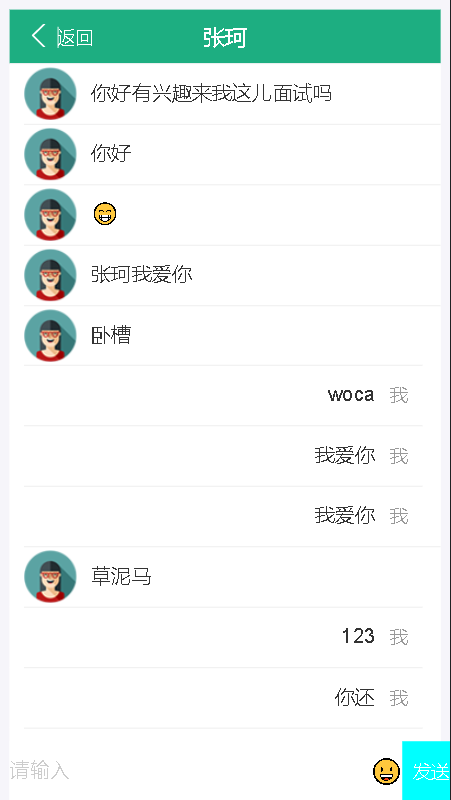 返回
张珂
你好有兴趣来我这儿面试吗
你好
😁
张珂我爱你
卧槽
woca 我
我爱你 我
我爱你 我
草泥马
123 我
你还 我
请输入 😀 发送